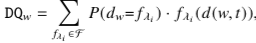 DQ_w = \sum_{f_{\lambda_i} \in \mathcal{F}} P(d_w=f_{\lambda_i}) \cdot f_{\lambda_i}(d(w,t)),